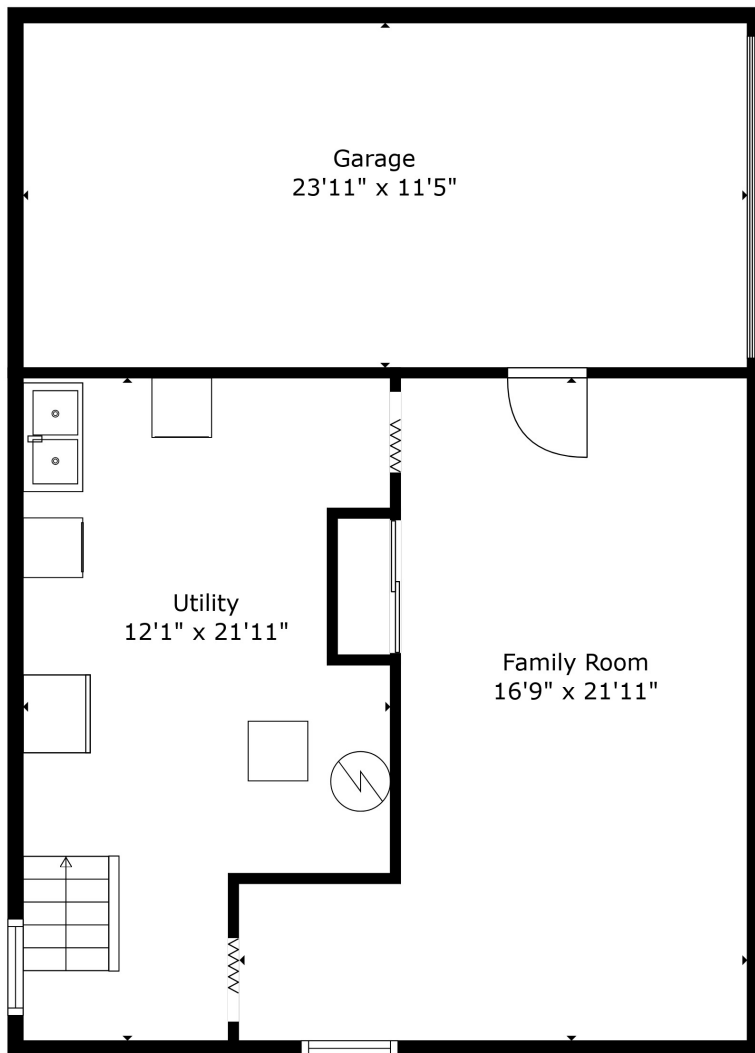 Garage
23'11" x 11'5"
Utility
12'1" x 21'11"
Family Room
16'9" x 21'11"